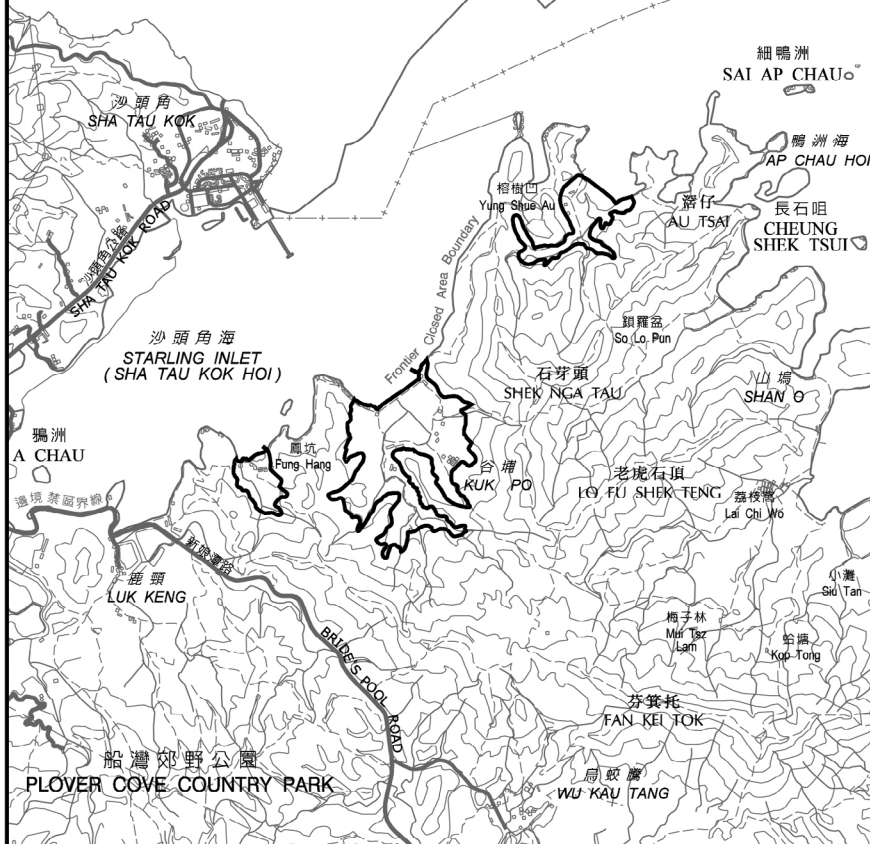 細鴨洲
SAI AP CHAU
沙頭角
SHA TAU KOK
鴨洲海
AP CHAU HOI
榕樹凹
Yung Shue Au
滘仔
AU TSAI
長石咀
CHEUNG
SHEK TSUI
沙頭角公路
SHA TAU KOK ROAD
Frontier Closed Area Boundary
鎖羅盆
So Lo Pun
沙頭角海
STARLING INLET
( SHA TAU KOK HOI )
石芽頭
SHEK NGA TAU
山塢
SHAN O
鴉洲
A CHAU
鳳坑
Fung Hang
谷埔
KUK PO
老虎石頂
LO FU SHEK TENG
荔枝窩
Lai Chi Wo
邊境禁區界線
新娘潭路
鹿頸
LUK KENG
小灘
Siu Tan
梅子林
Mui Tsz
Lam
蛤塘
Kop Tong
BRIDE'S POOL ROAD
芬箕托
FAN KEI TOK
船灣郊野公園
PLOVER COVE COUNTRY PARK
烏蛟騰
WU KAU TANG